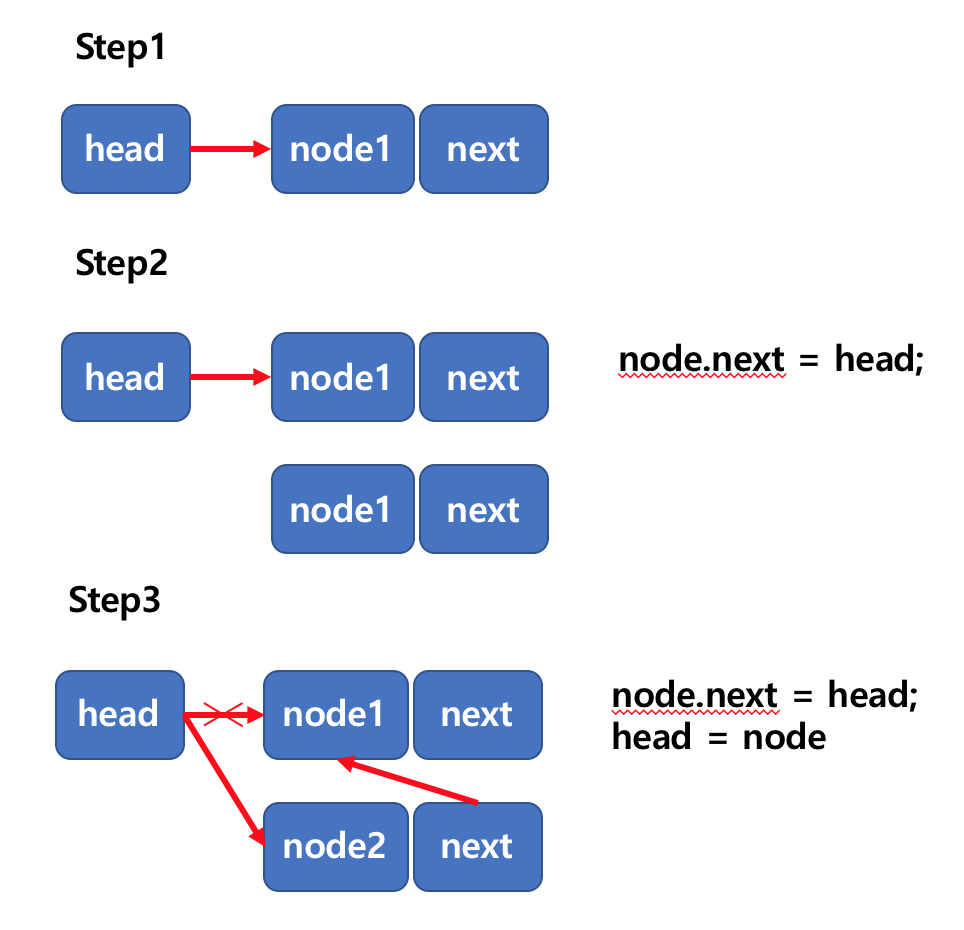 Step1
head
node1
next
Step2
head
node1
next
node.next = head;
node1
next
Step3
head
node1
next
node.next = head;
head = node
node2
next